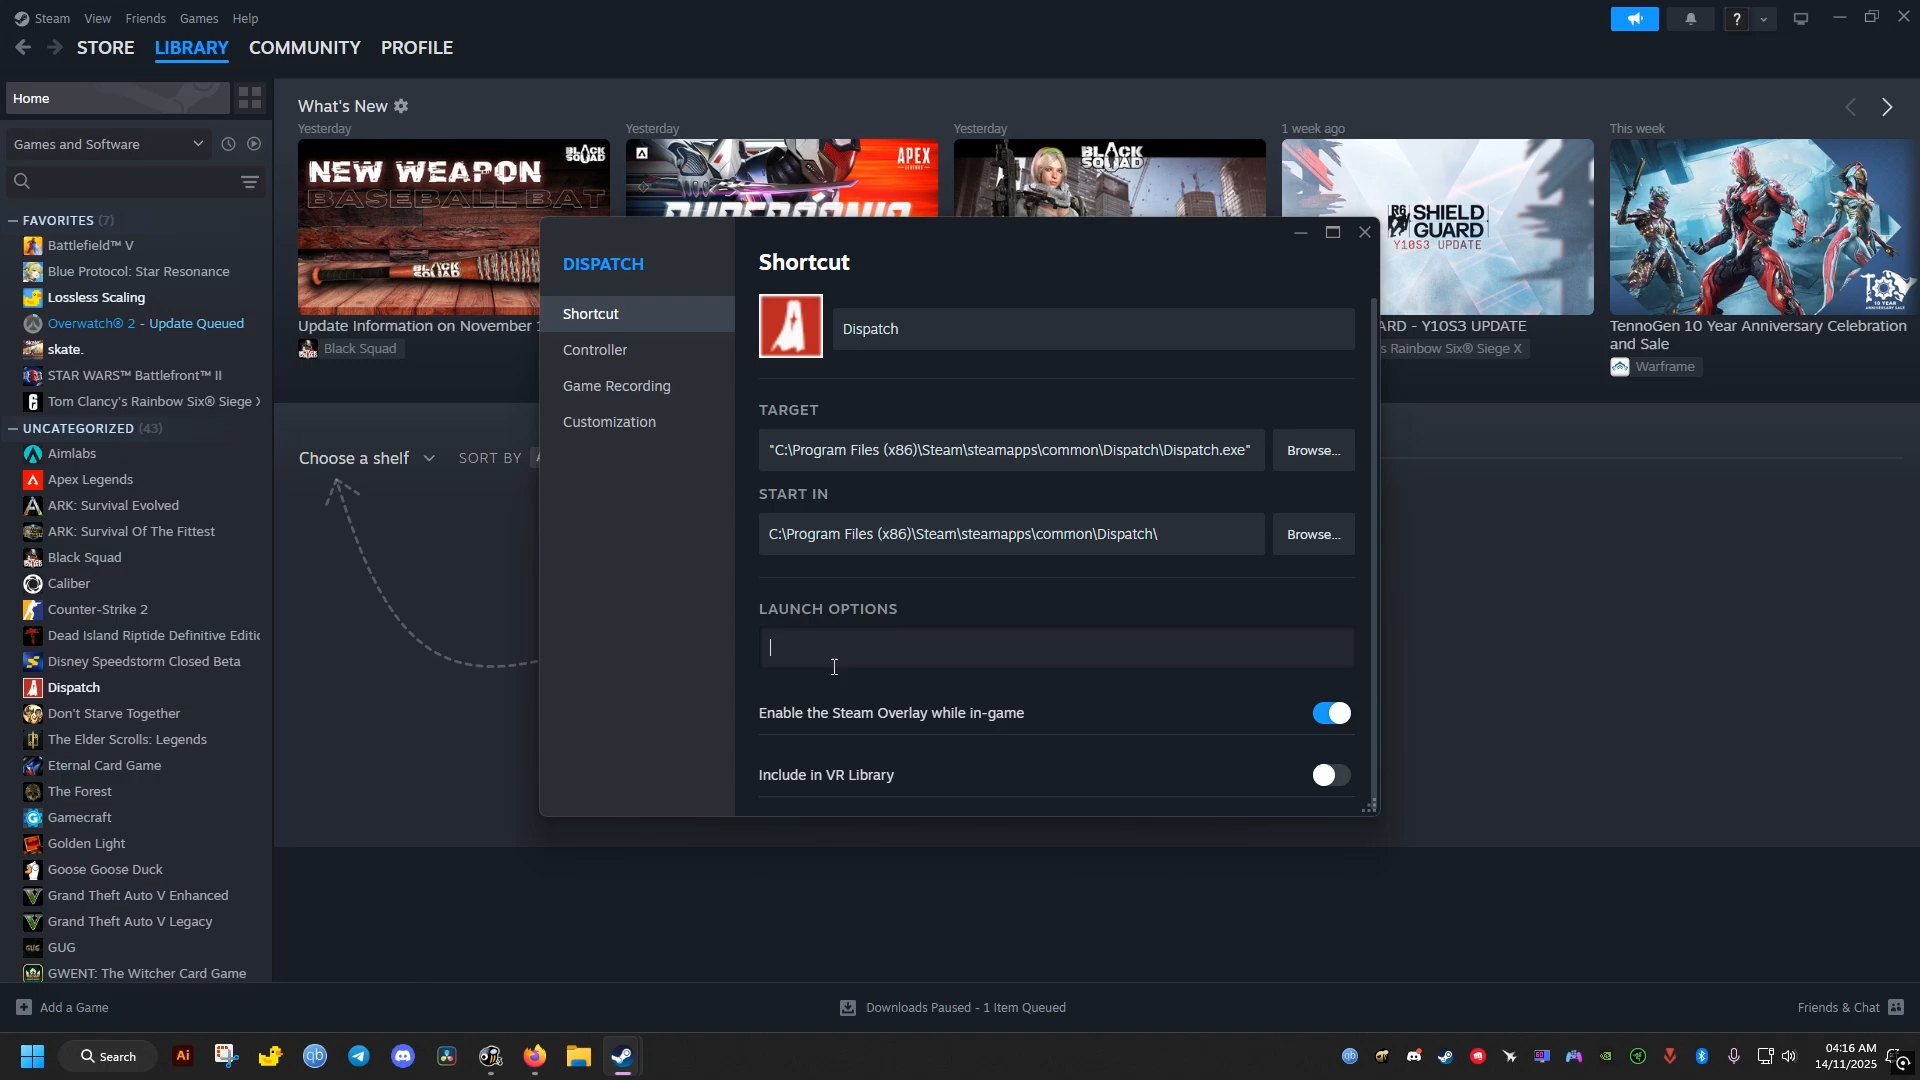 Steam View Friends Games Help
STORE LIBRARY COMMUNITY PROFILE
Home
Games and Software
FAVORITES (7)
Battlefield™ V
Blue Protocol: Star Resonance
Lossless Scaling
Overwatch® 2 - Update Queued
skate.
STAR WARS™ Battlefront™ II
Tom Clancy's Rainbow Six® Siege
UNCATEGORIZED (43)
Aimlabs
Apex Legends
ARK: Survival Evolved
ARK: Survival Of The Fittest
Black Squad
Caliber
Counter-Strike 2
Dead Island Riptide Definitive Editi
Disney Speedstorm Closed Beta
Dispatch
Don't Starve Together
The Elder Scrolls: Legends
Eternal Card Game
The Forest
Gamecraft
Golden Light
Goose Goose Duck
Grand Theft Auto V Enhanced
Grand Theft Auto V Legacy
GUG
GWENT: The Witcher Card Game
What's New
Yesterday
NEW WEAPON
BASEBALL BAT
BLACK SQUAD
BLACK SQUAD
Update Information on November 1
Black Squad
Yesterday
APEX
LEGENDS
Yesterday
BLACK
SQUAD
1 week ago
R6 SHIELD
GUARD
Y10S3 UPDATE
ARD - Y10S3 UPDATE
s Rainbow Six® Siege X
This week
10 YEAR
TennoGen 10 Year Anniversary Celebration
and Sale
Warframe
Choose a shelf SORT BY
DISPATCH
Shortcut
Controller
Game Recording
Customization
Shortcut
Dispatch
TARGET
"C:\Program Files (x86)\Steam\steamapps\common\Dispatch\Dispatch.exe" Browse...
START IN
C:\Program Files (x86)\Steam\steamapps\common\Dispatch\ Browse...
LAUNCH OPTIONS
Enable the Steam Overlay while in-game
Include in VR Library
Add a Game Downloads Paused - 1 Item Queued Friends & Chat
Search
Ai
qb
04:16 AM
14/11/2025